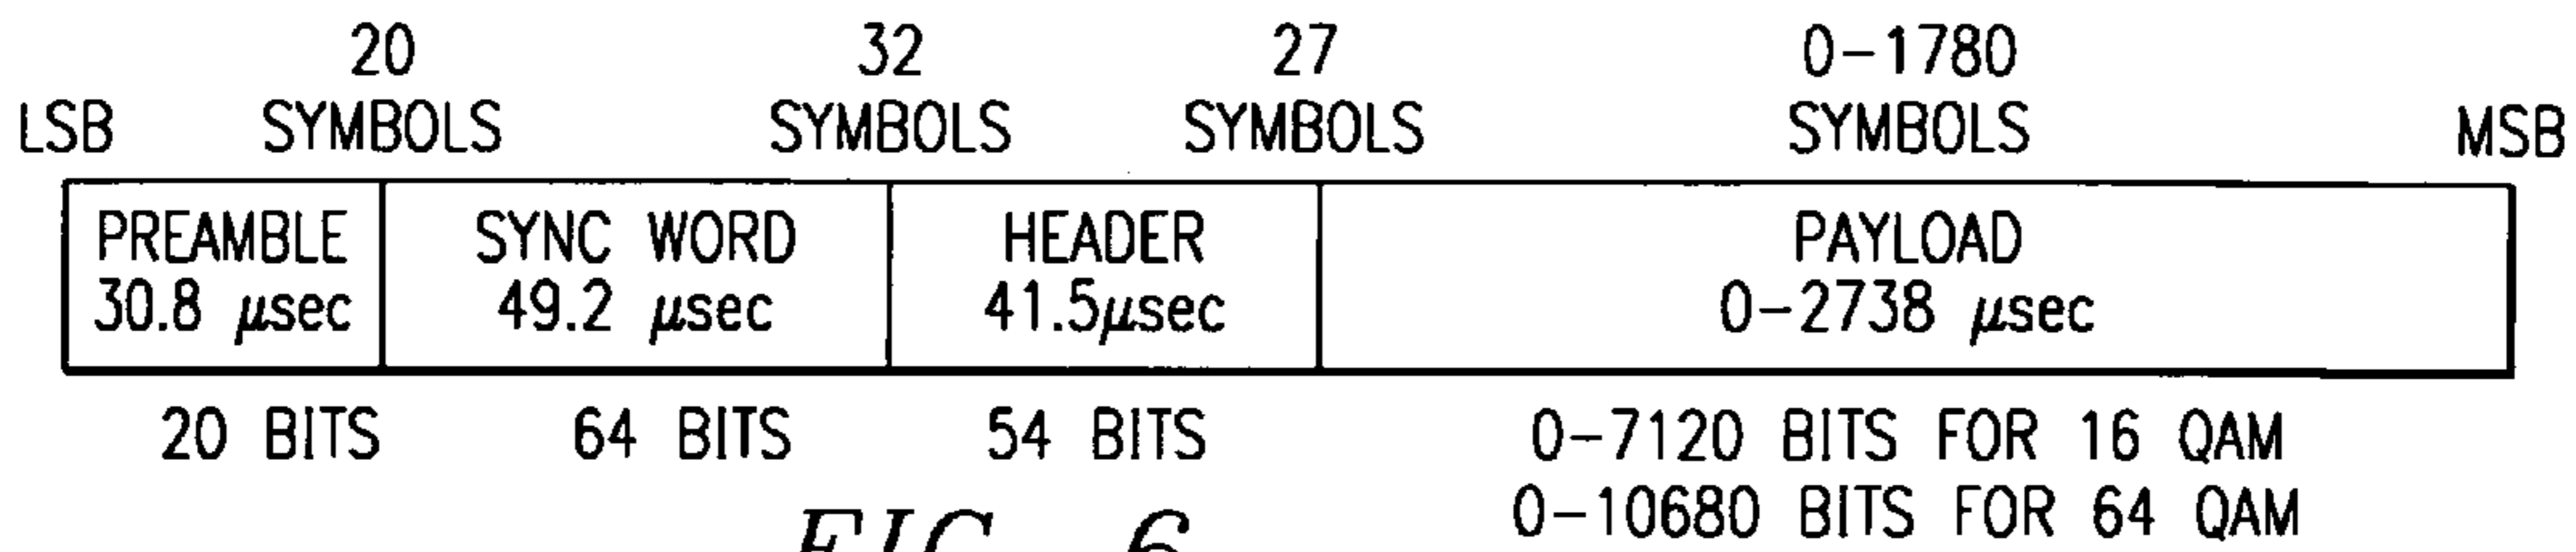 20 32 27 0-1780
LSB SYMBOLS SYMBOLS SYMBOLS SYMBOLS MSB
PREAMBLE SYNC WORD HEADER PAYLOAD
30.8 μsec 49.2 μsec 41.5μsec 0-2738 μsec
20 BITS 64 BITS 54 BITS 0-7120 BITS FOR 16 QAM
0-10680 BITS FOR 64 QAM
FIG. 6